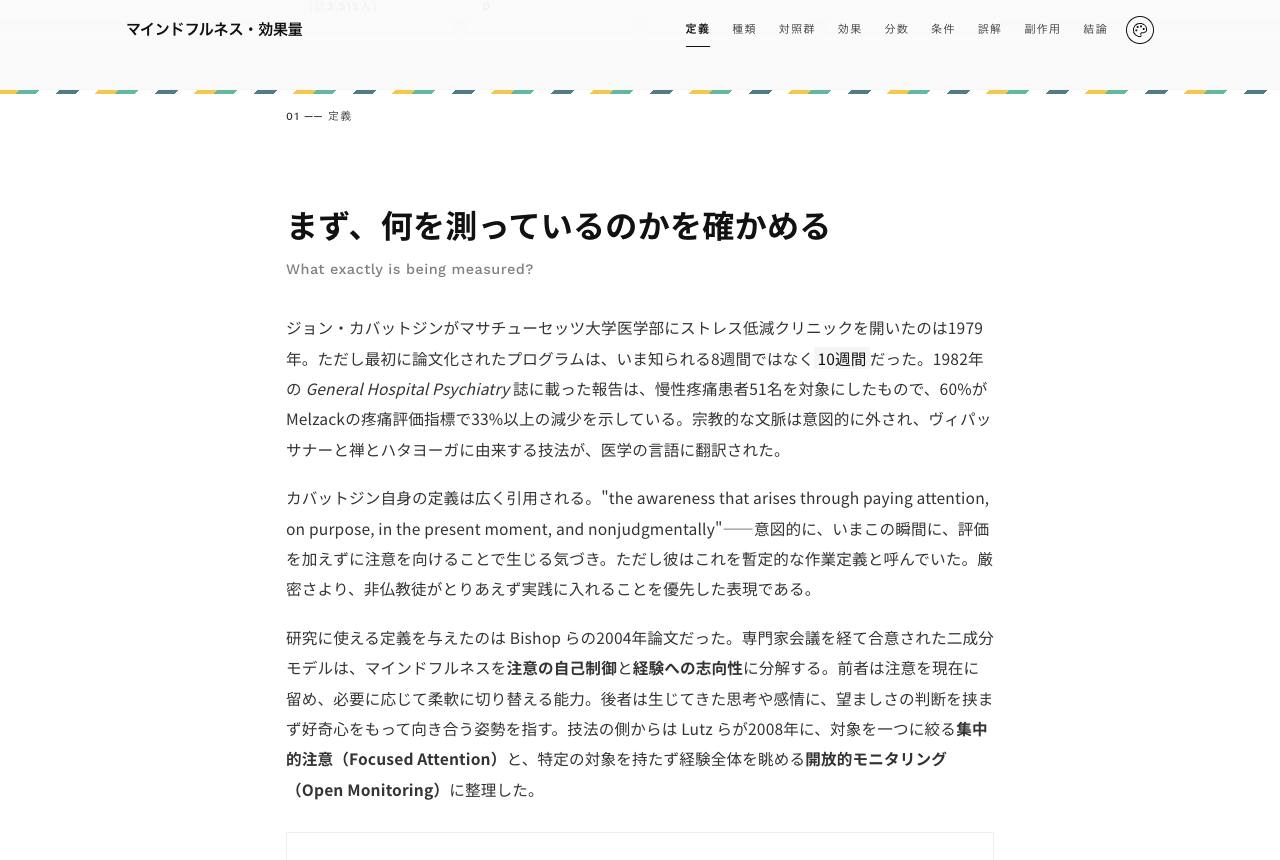 マインドフルネス・効果量
定義 種類 対照群 効果 分数 条件 誤解 副作用 結論
01 —— 定義
まず、何を測っているのかを確かめる
What exactly is being measured?
ジョン・カバットジンがマサチューセッツ大学医学部にストレス低減クリニックを開いたのは1979
年。ただし最初に論文化されたプログラムは、いま知られる8週間ではなく 10週間 だった。1982年
の General Hospital Psychiatry 誌に載った報告は、慢性疼痛患者51名を対象にしたもので、60%が
Melzackの疼痛評価指標で33%以上の減少を示している。宗教的な文脈は意図的に外され、ヴィパッ
サナーと禅とハタヨーガに由来する技法が、医学の言語に翻訳された。
カバットジン自身の定義は広く引用される。"the awareness that arises through paying attention,
on purpose, in the present moment, and nonjudgmentally"——意図的に、いまこの瞬間に、評価
を加えずに注意を向けることで生じる気づき。ただし彼はこれを暫定的な作業定義と呼んでいた。厳
密さより、非仏教徒がとりあえず実践に入れることを優先した表現である。
研究に使える定義を与えたのは Bishop らの2004年論文だった。専門家会議を経て合意された二成分
モデルは、マインドフルネスを注意の自己制御と経験への志向性に分解する。前者は注意を現在に
留め、必要に応じて柔軟に切り替える能力。後者は生じてきた思考や感情に、望ましさの判断を挟ま
ず好奇心をもって向き合う姿勢を指す。技法の側からは Lutz らが2008年に、対象を一つに絞る集中
的注意（Focused Attention）と、特定の対象を持たず経験全体を眺める開放的モニタリング
（Open Monitoring）に整理した。